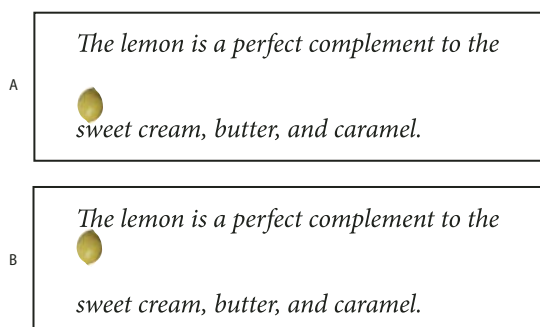 The lemon is a perfect complement to the
A
sweet cream, butter, and caramel.
The lemon is a perfect complement to the
B
sweet cream, butter, and caramel.